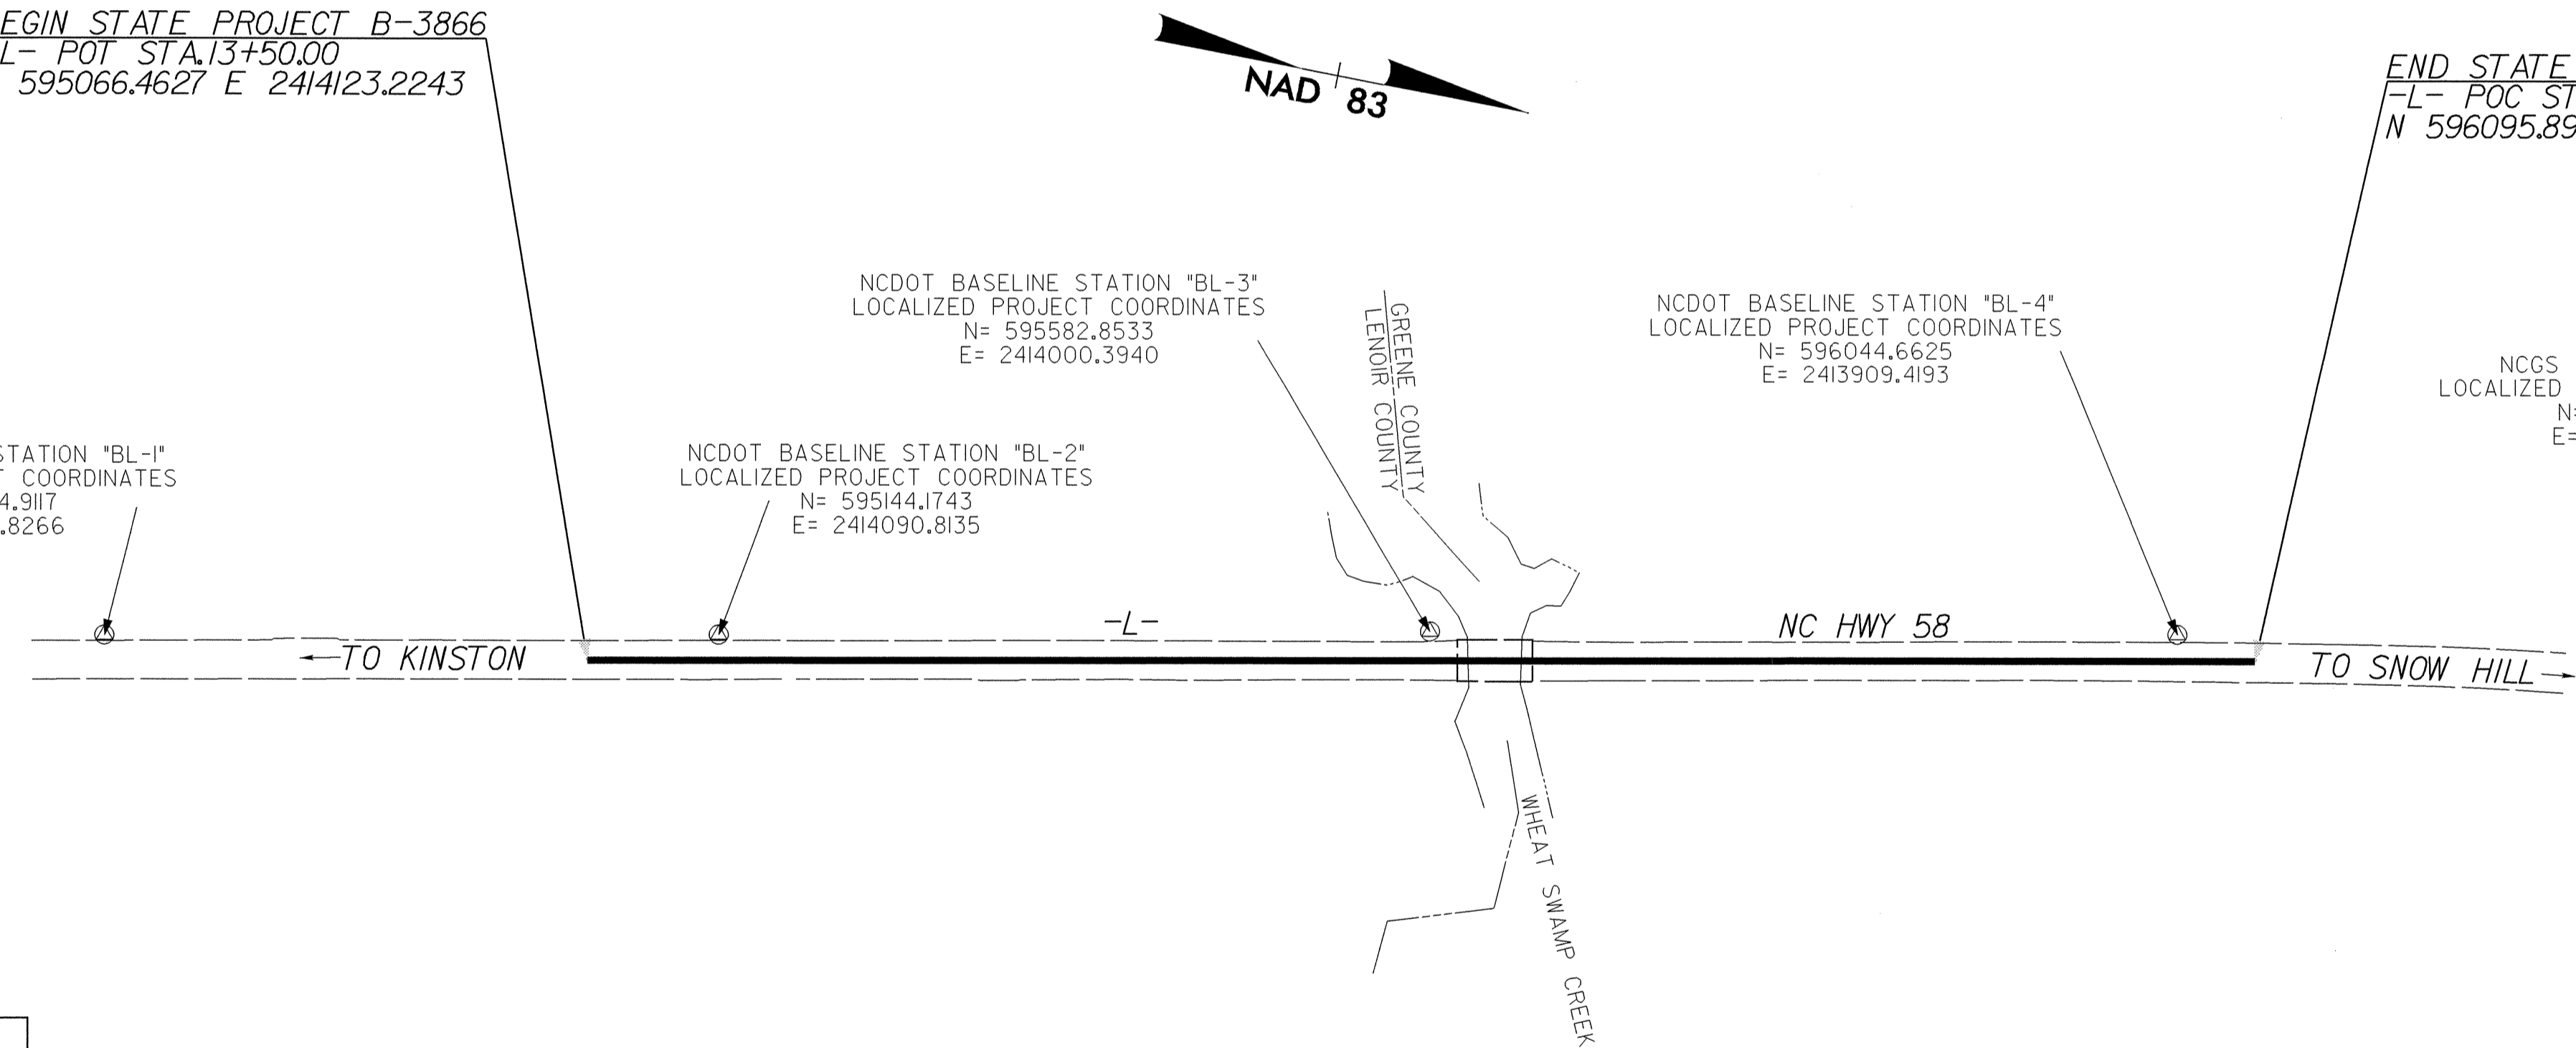 EGIN STATE PROJECT B-3866
L- POT STA.13+50.00
595066.4627 E 2414123.2243
NAD 83
END STATE
-L- POC ST
N 596095.89
NCDOT BASELINE STATION "BL-3"
LOCALIZED PROJECT COORDINATES
N= 595582.8533
E= 2414000.3940
GREENE COUNTY
LENOIR COUNTY
NCDOT BASELINE STATION "BL-4"
LOCALIZED PROJECT COORDINATES
N= 596044.6625
E= 2413909.4193
NCGS
LOCALIZED
N=
E=
STATION "BL-1"
T COORDINATES
4.9117
.8266
NCDOT BASELINE STATION "BL-2"
LOCALIZED PROJECT COORDINATES
N= 595144.1743
E= 2414090.8135
-L-
NC HWY 58
TO KINSTON
TO SNOW HILL
WHEAT SWAMP CREEK